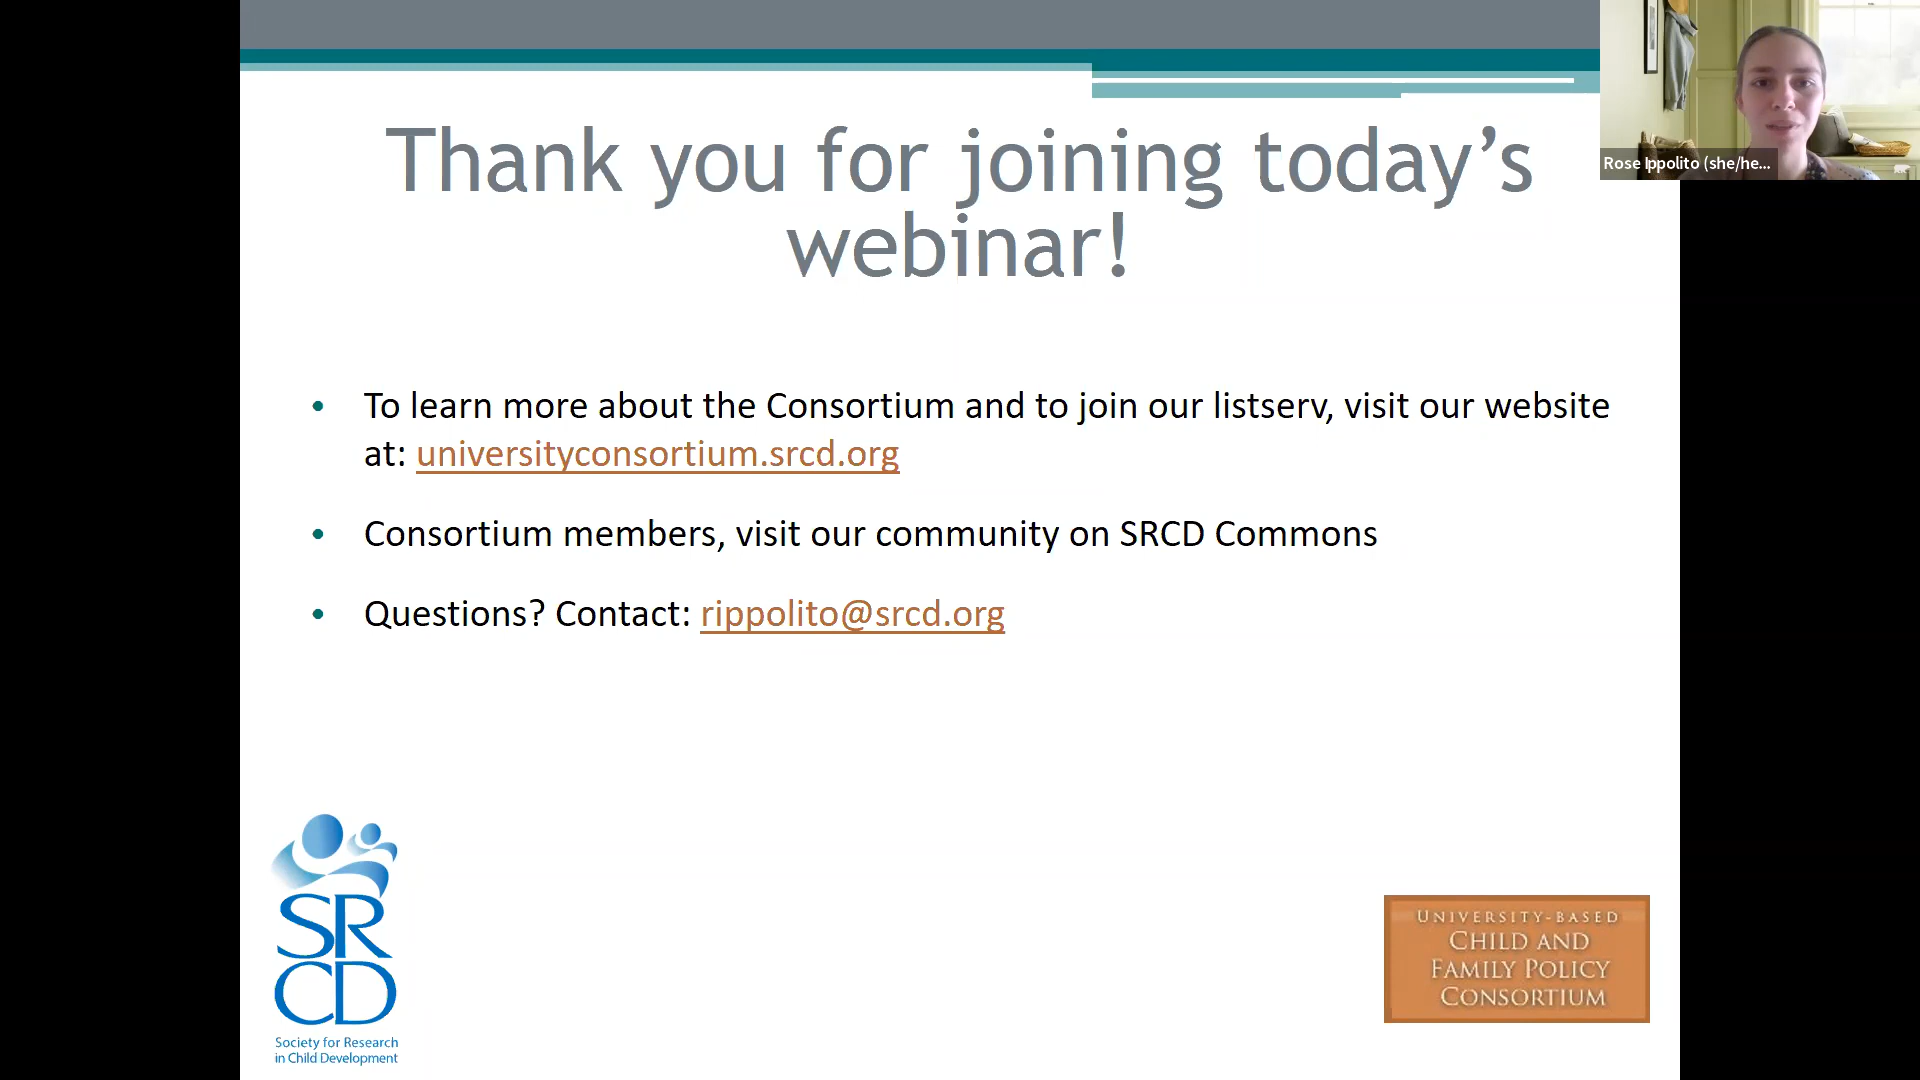 Thank you for joining today’s
webinar!
Rose Ippolito (she/he...
• To learn more about the Consortium and to join our listserv, visit our website
at: universityconsortium.srcd.org
• Consortium members, visit our community on SRCD Commons
• Questions? Contact: rippolito@srcd.org
SR
CD
Society for Research
in Child Development
UNIVERSITY-BASED
CHILD AND
FAMILY POLICY
CONSORTIUM